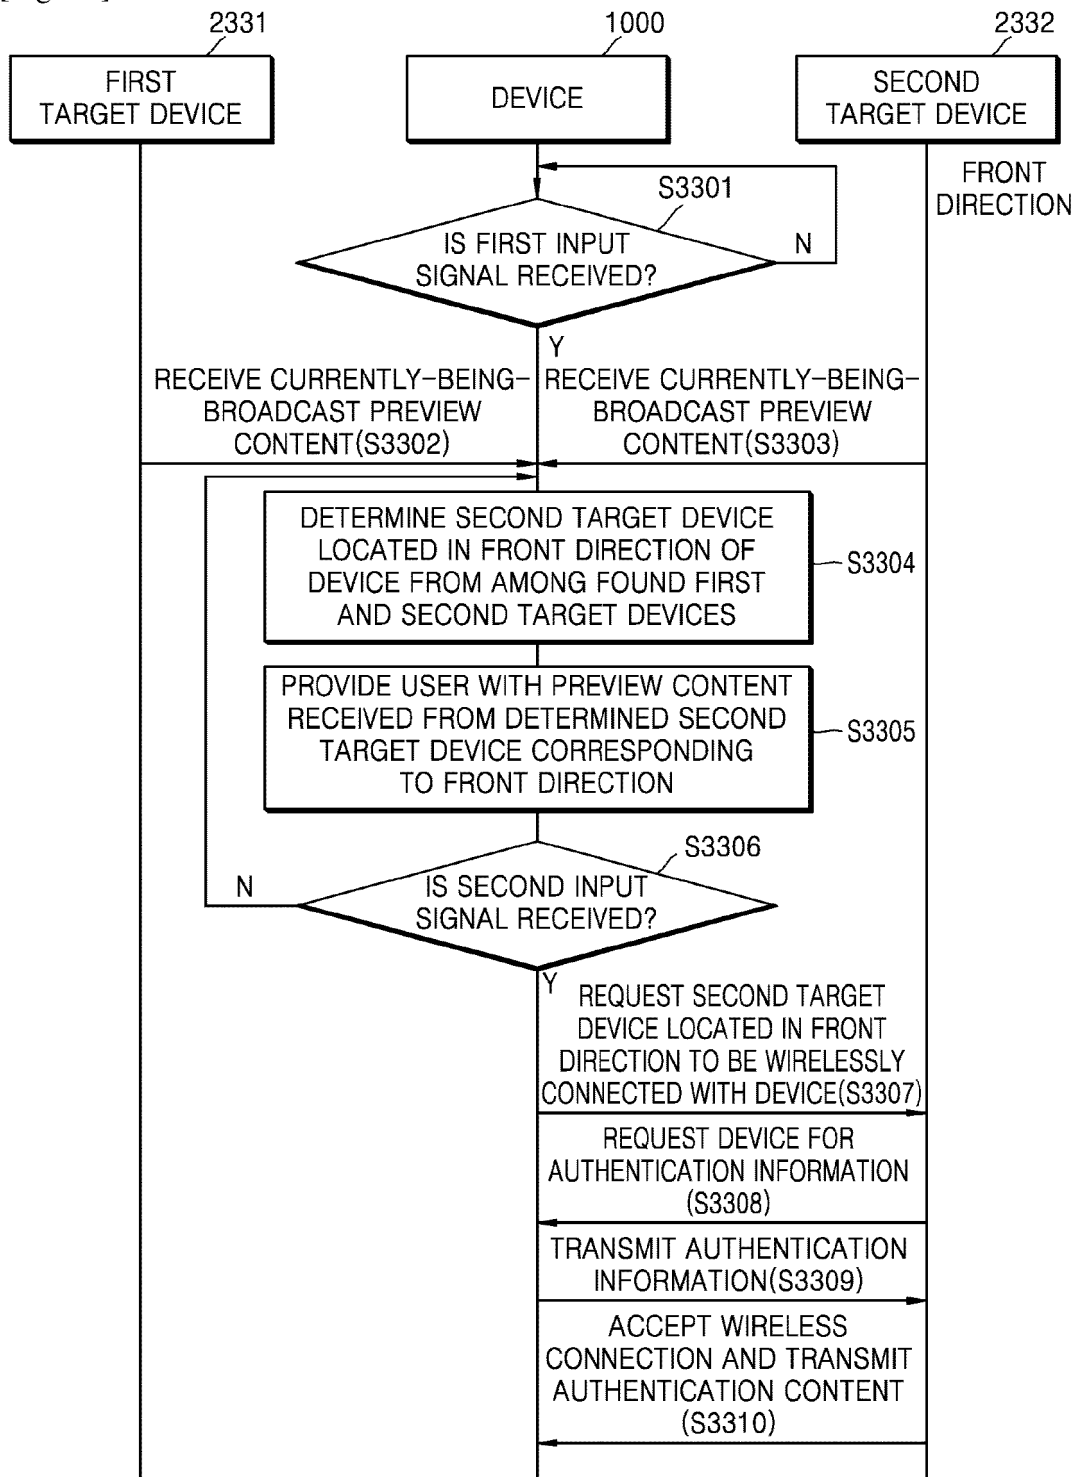 2331
1000
2332
FIRST
TARGET DEVICE
DEVICE
SECOND
TARGET DEVICE
FRONT
DIRECTION
S3301
IS FIRST INPUT
SIGNAL RECEIVED?
N
Y
RECEIVE CURRENTLY-BEING-
BROADCAST PREVIEW
CONTENT(S3302)
RECEIVE CURRENTLY-BEING-
BROADCAST PREVIEW
CONTENT(S3303)
DETERMINE SECOND TARGET DEVICE
LOCATED IN FRONT DIRECTION OF
DEVICE FROM AMONG FOUND FIRST
AND SECOND TARGET DEVICES
S3304
PROVIDE USER WITH PREVIEW CONTENT
RECEIVED FROM DETERMINED SECOND
TARGET DEVICE CORRESPONDING
TO FRONT DIRECTION
S3305
S3306
IS SECOND INPUT
SIGNAL RECEIVED?
N
Y
REQUEST SECOND TARGET
DEVICE LOCATED IN FRONT
DIRECTION TO BE WIRELESSLY
CONNECTED WITH DEVICE(S3307)
REQUEST DEVICE FOR
AUTHENTICATION INFORMATION
(S3308)
TRANSMIT AUTHENTICATION
INFORMATION(S3309)
ACCEPT WIRELESS
CONNECTION AND TRANSMIT
AUTHENTICATION CONTENT
(S3310)